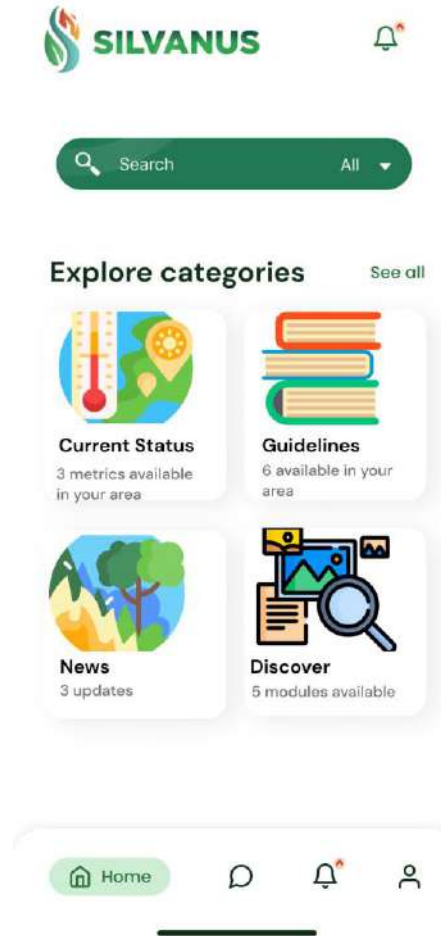 SILVANUS
Search All
Explore categories See all
Current Status
3 metrics available
in your area
Guidelines
6 available in your
area
News
3 updates
Discover
5 modules available
Home